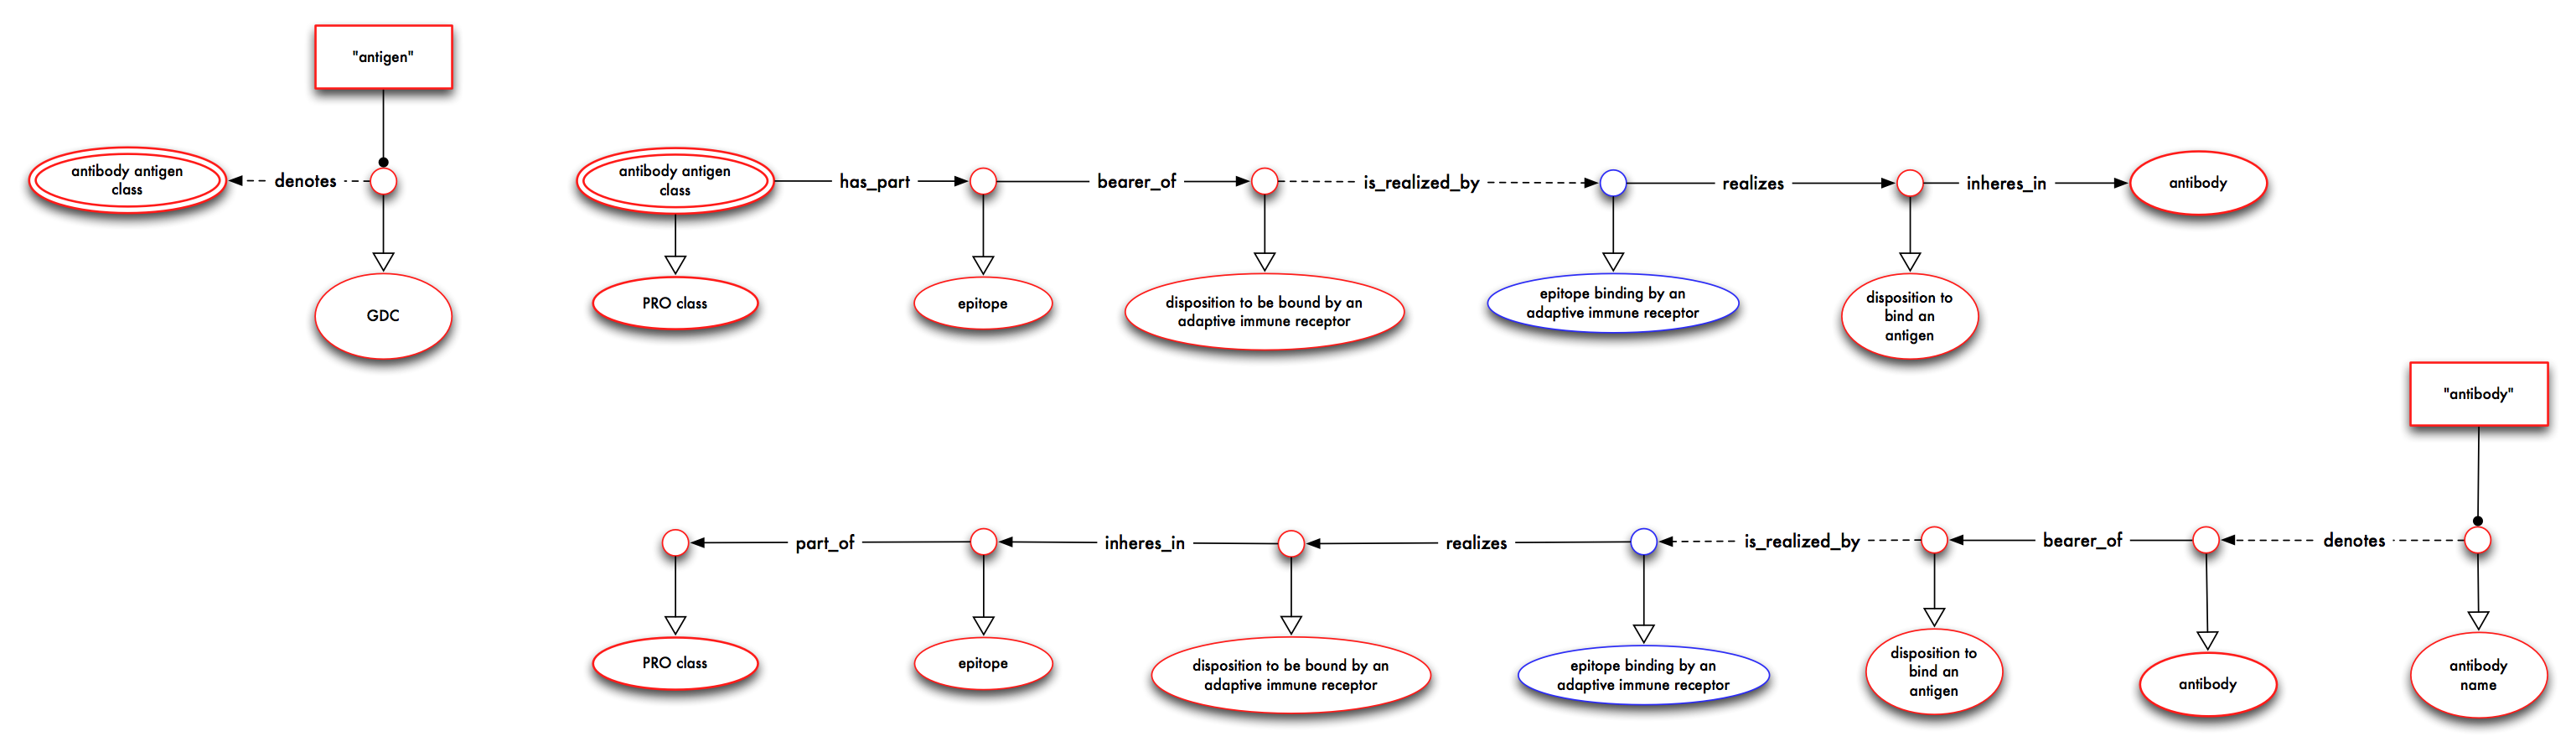 "antigen"
antibody antigen
class
denotes
GDC
antibody antigen
class
has_part
bearer_of
is_realized_by
realizes
inheres_in
antibody
PRO class
epitope
disposition to be bound by an
adaptive immune receptor
epitope binding by an
adaptive immune receptor
disposition to
bind an
antigen
"antibody"
part_of
inheres_in
realizes
is_realized_by
bearer_of
denotes
PRO class
epitope
disposition to be bound by an
adaptive immune receptor
epitope binding by an
adaptive immune receptor
disposition to
bind an
antigen
antibody
antibody
name